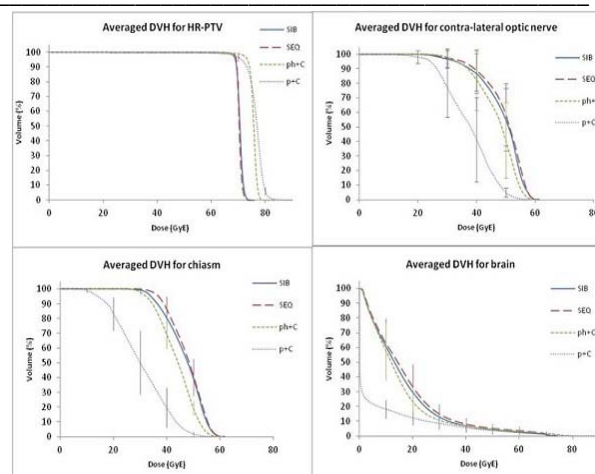 Averaged DVH for HR-PTV
Volume (%)
100
90
80
70
60
50
40
30
20
10
0
0 20 40 60 80
Dose (GyE)
SIB
SEQ
ph+C
p+C
Averaged DVH for contra-lateral optic nerve
Volume (%)
100
90
80
70
60
50
40
30
20
10
0
0 20 40 60 80
Dose (GyE)
SIB
SEQ
ph+C
p+C
Averaged DVH for chiasm
Volume (%)
100
90
80
70
60
50
40
30
20
10
0
0 20 40 60 80
Dose (GyE)
SIB
SEQ
ph+C
p+C
Averaged DVH for brain
Volume (%)
100
90
80
70
60
50
40
30
20
10
0
0 20 40 60 80
Dose (GyE)
SIB
SEQ
ph+C
p+C